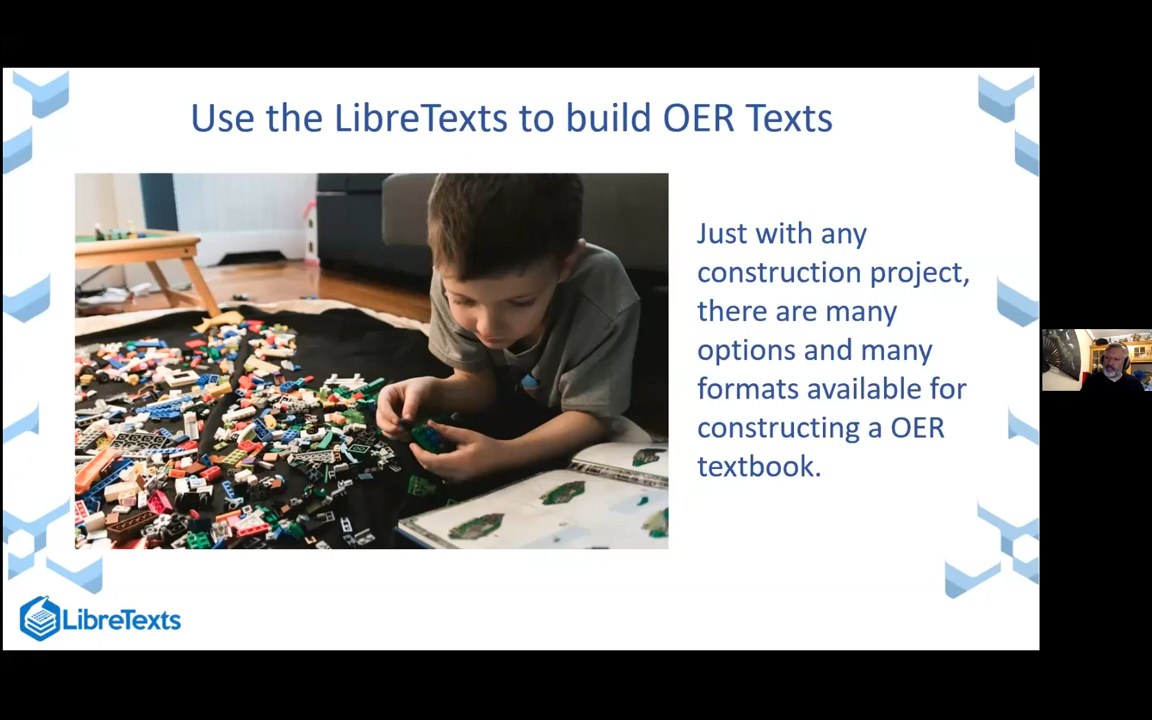 Use the LibreTexts to build OER Texts
Just with any
construction project,
there are many
options and many
formats available for
constructing a OER
textbook.
LibreTexts